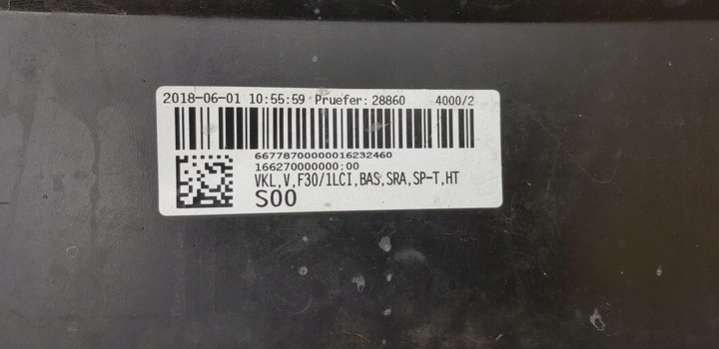 2018-06-01 10:55:59 Pruefer: 28860 4000/2
66778700000016232460
166270000000;00
VKL,V,F30/1LCI,BAS,SRA,SP-T,HT
S00